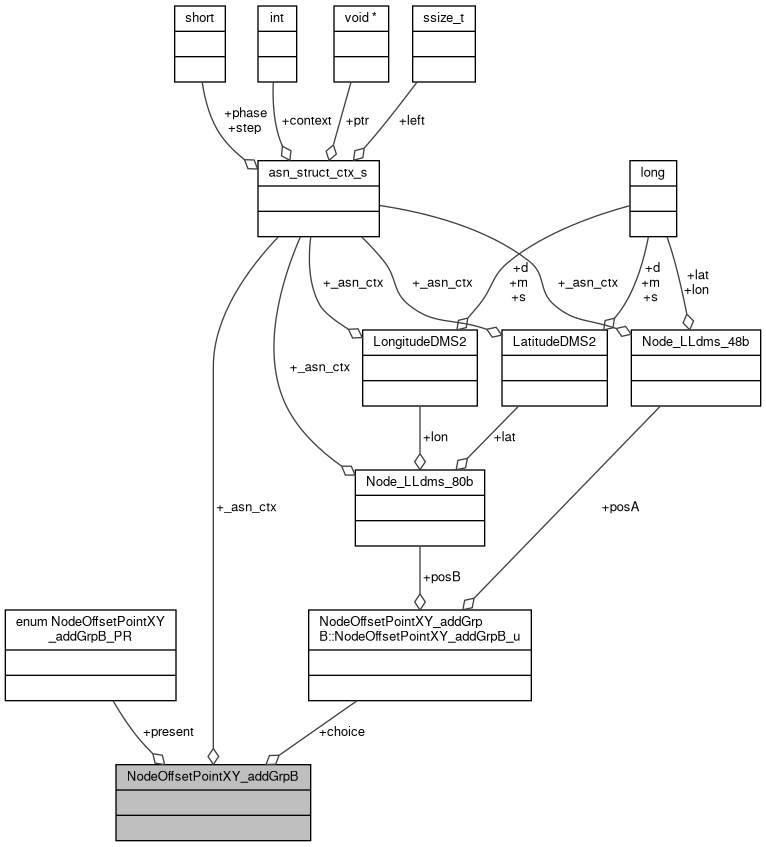 short
int
void *
ssize_t
+phase
+step
+context
+ptr
+left
asn_struct_ctx_s
long
+_asn_ctx
+_asn_ctx
+d
+m
+s
+_asn_ctx
+d
+m
+s
+lat
+lon
LongitudeDMS2
LatitudeDMS2
Node_LLdms_48b
+_asn_ctx
+lon
+lat
Node_LLdms_80b
+_asn_ctx
+posA
+posB
enum NodeOffsetPointXY
_addGrpB_PR
NodeOffsetPointXY_addGrp
B::NodeOffsetPointXY_addGrpB_u
+present
+choice
NodeOffsetPointXY_addGrpB